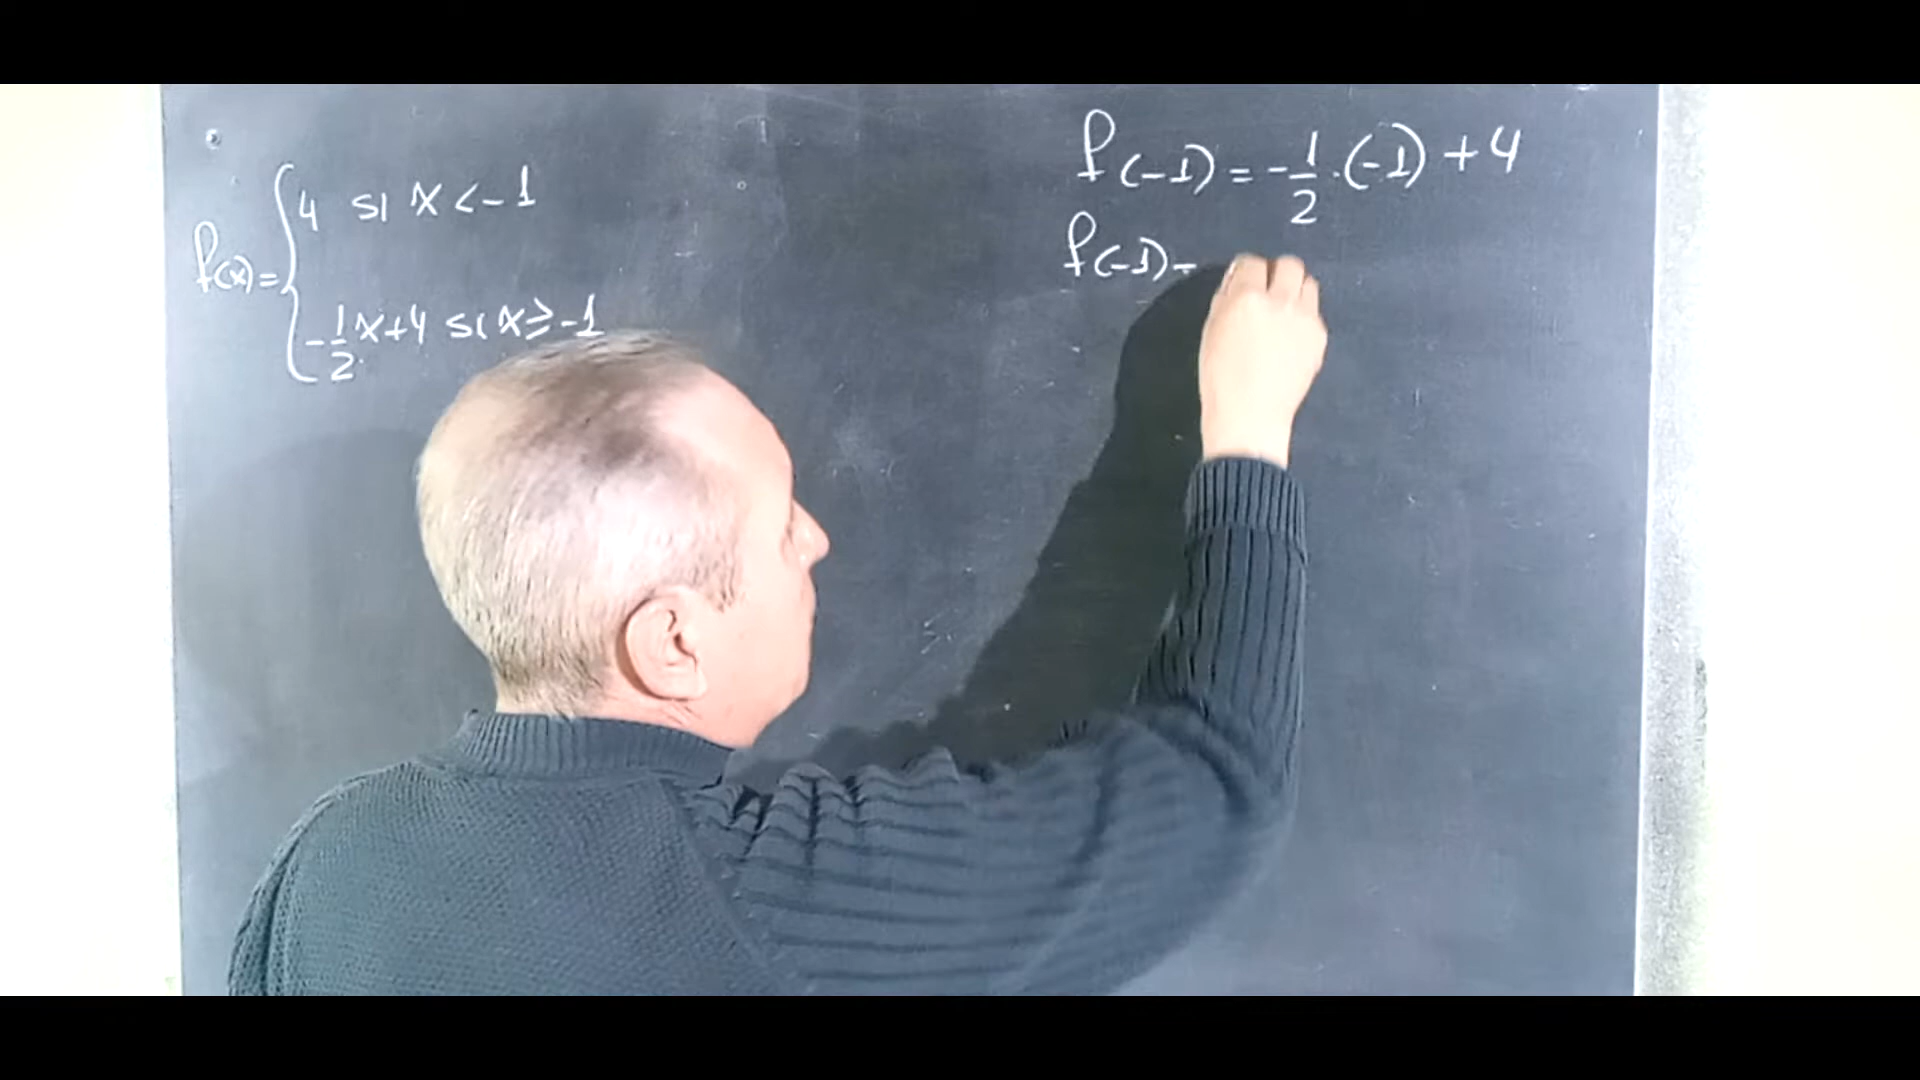 f(x) = { 4 si x < -1
-1/2 x + 4 si x ≥ -1
f(-1) = -1/2 · (-1) + 4
f(-1) =